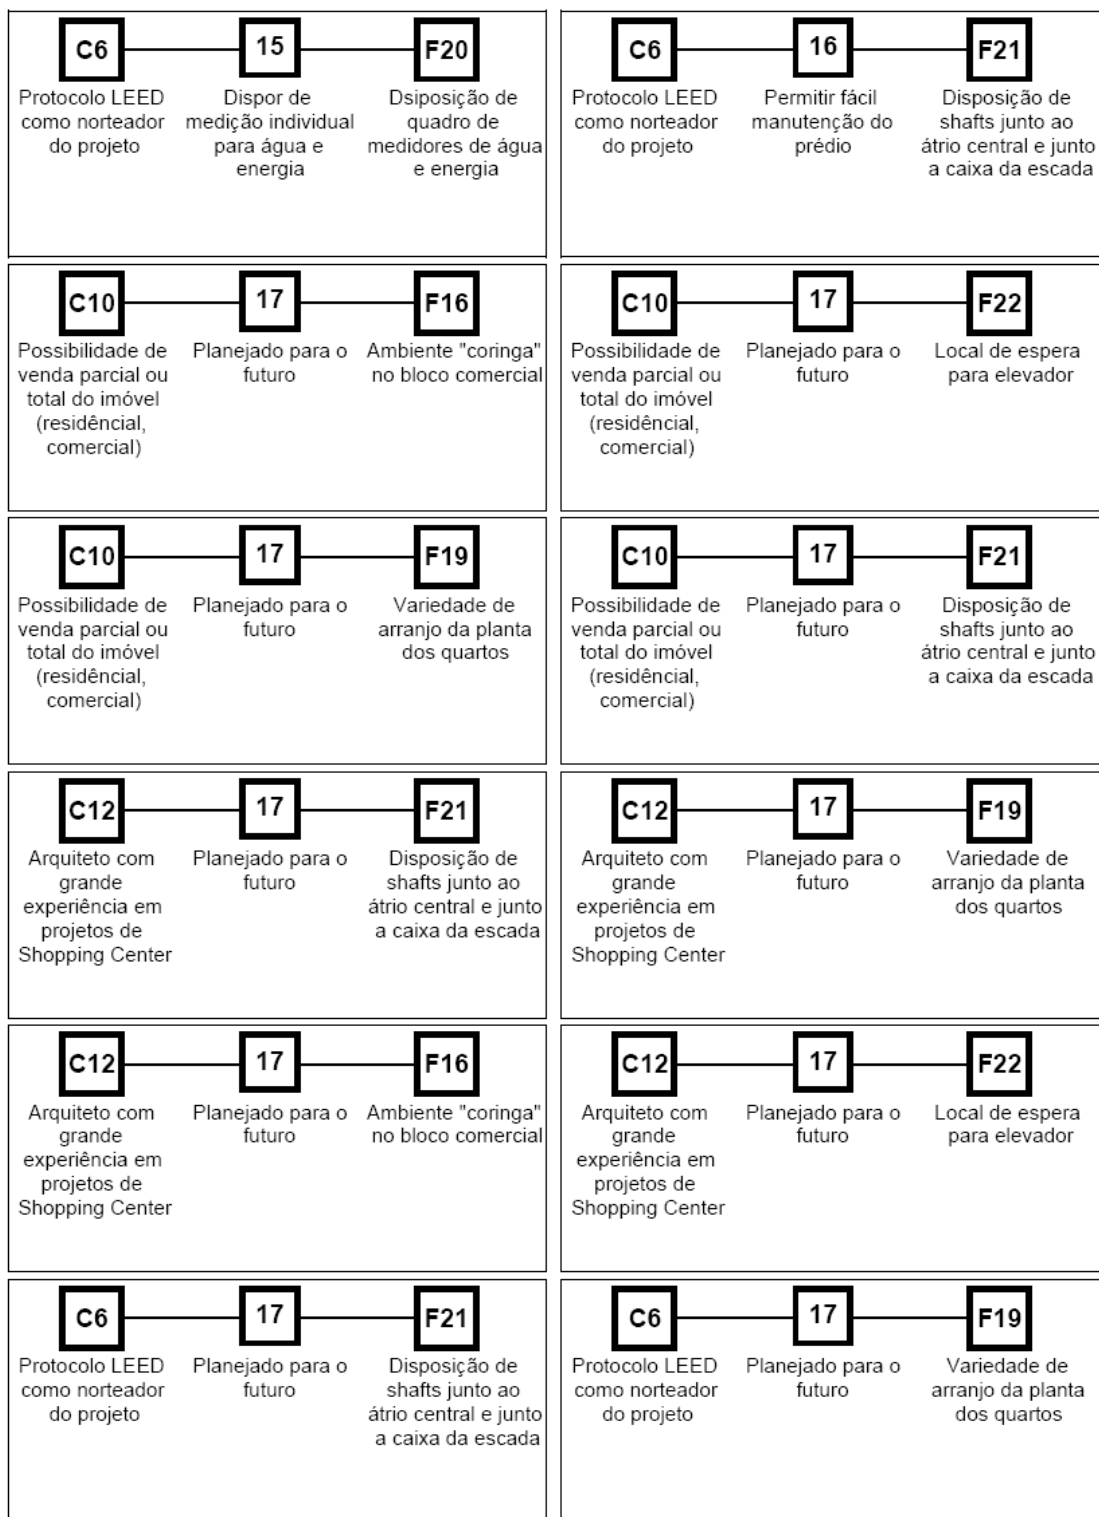 C6
15
F20
Protocolo LEED
como norteador
do projeto
Dispor de
medição individual
para água e
energia
Dsiposição de
quadro de
medidores de água
e energia
C6
16
F21
Protocolo LEED
como norteador
do projeto
Permitir fácil
manutenção do
prédio
Disposição de
shafts junto ao
átrio central e junto
a caixa da escada
C10
17
F16
Possibilidade de
venda parcial ou
total do imóvel
(residêncial,
comercial)
Planejado para o
futuro
Ambiente "coringa"
no bloco comercial
C10
17
F22
Possibilidade de
venda parcial ou
total do imóvel
(residêncial,
comercial)
Planejado para o
futuro
Local de espera
para elevador
C10
17
F19
Possibilidade de
venda parcial ou
total do imóvel
(residêncial,
comercial)
Planejado para o
futuro
Variedade de
arranjo da planta
dos quartos
C10
17
F21
Possibilidade de
venda parcial ou
total do imóvel
(residêncial,
comercial)
Planejado para o
futuro
Disposição de
shafts junto ao
átrio central e junto
a caixa da escada
C12
17
F21
Arquiteto com
grande
experiência em
projetos de
Shopping Center
Planejado para o
futuro
Disposição de
shafts junto ao
átrio central e junto
a caixa da escada
C12
17
F19
Arquiteto com
grande
experiência em
projetos de
Shopping Center
Planejado para o
futuro
Variedade de
arranjo da planta
dos quartos
C12
17
F16
Arquiteto com
grande
experiência em
projetos de
Shopping Center
Planejado para o
futuro
Ambiente "coringa"
no bloco comercial
C12
17
F22
Arquiteto com
grande
experiência em
projetos de
Shopping Center
Planejado para o
futuro
Local de espera
para elevador
C6
17
F21
Protocolo LEED
como norteador
do projeto
Planejado para o
futuro
Disposição de
shafts junto ao
átrio central e junto
a caixa da escada
C6
17
F19
Protocolo LEED
como norteador
do projeto
Planejado para o
futuro
Variedade de
arranjo da planta
dos quartos